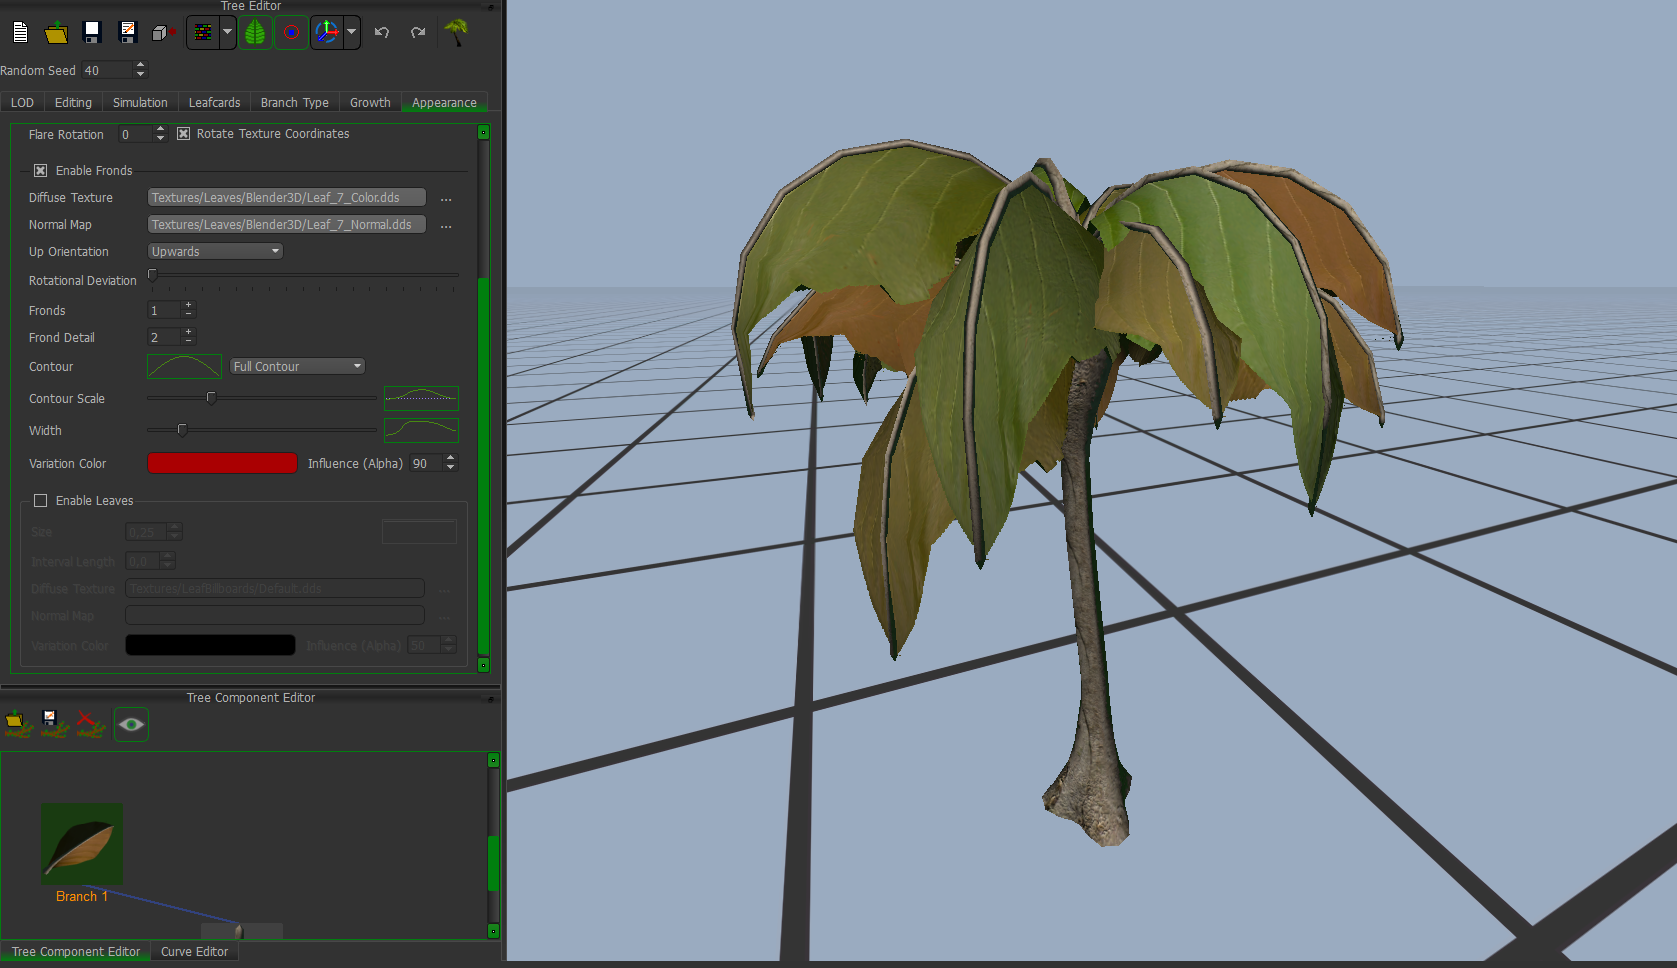 Tree Editor
Random Seed 40
LOD Editing Simulation Leafcards Branch Type Growth Appearance
Flare Rotation 0 Rotate Texture Coordinates
Enable Fronds
Diffuse Texture Textures/Leaves/Blender3D/Leaf_7_Color.dds ...
Normal Map Textures/Leaves/Blender3D/Leaf_7_Normal.dds ...
Up Orientation Upwards
Rotational Deviation
Fronds 1
Frond Detail 2
Contour Full Contour
Contour Scale
Width
Variation Color Influence (Alpha) 90
Enable Leaves
Size 0,25
Interval Length 0,0
Diffuse Texture Textures/LeafBillboards/Default.dds ...
Normal Map ...
Variation Color Influence (Alpha) 50
Tree Component Editor
Branch 1
Tree Component Editor Curve Editor